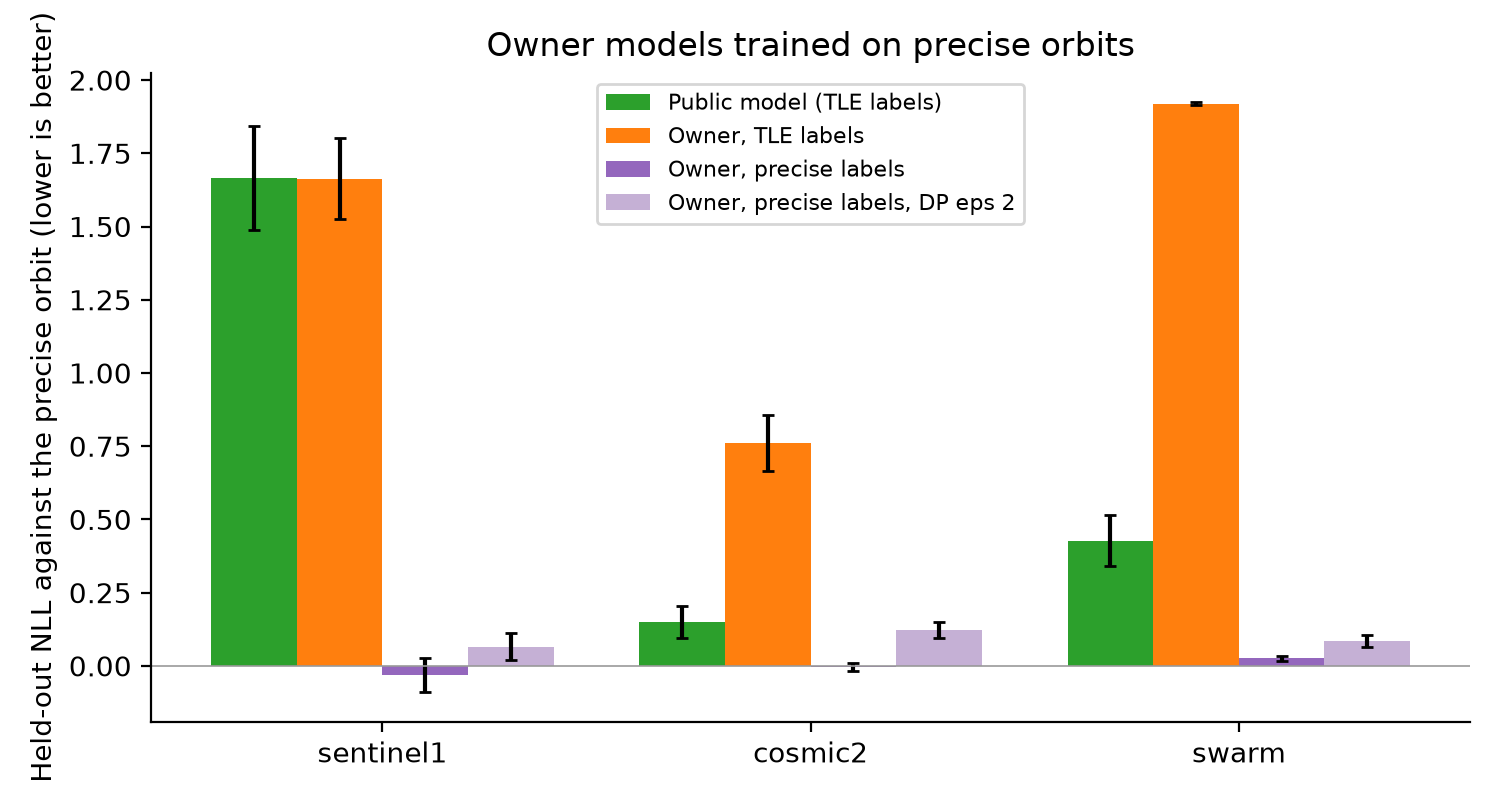 Owner models trained on precise orbits
Held-out NLL against the precise orbit (lower is better)
2.00
1.75
1.50
1.25
1.00
0.75
0.50
0.25
0.00
Public model (TLE labels)
Owner, TLE labels
Owner, precise labels
Owner, precise labels, DP eps 2
sentinel1
cosmic2
swarm